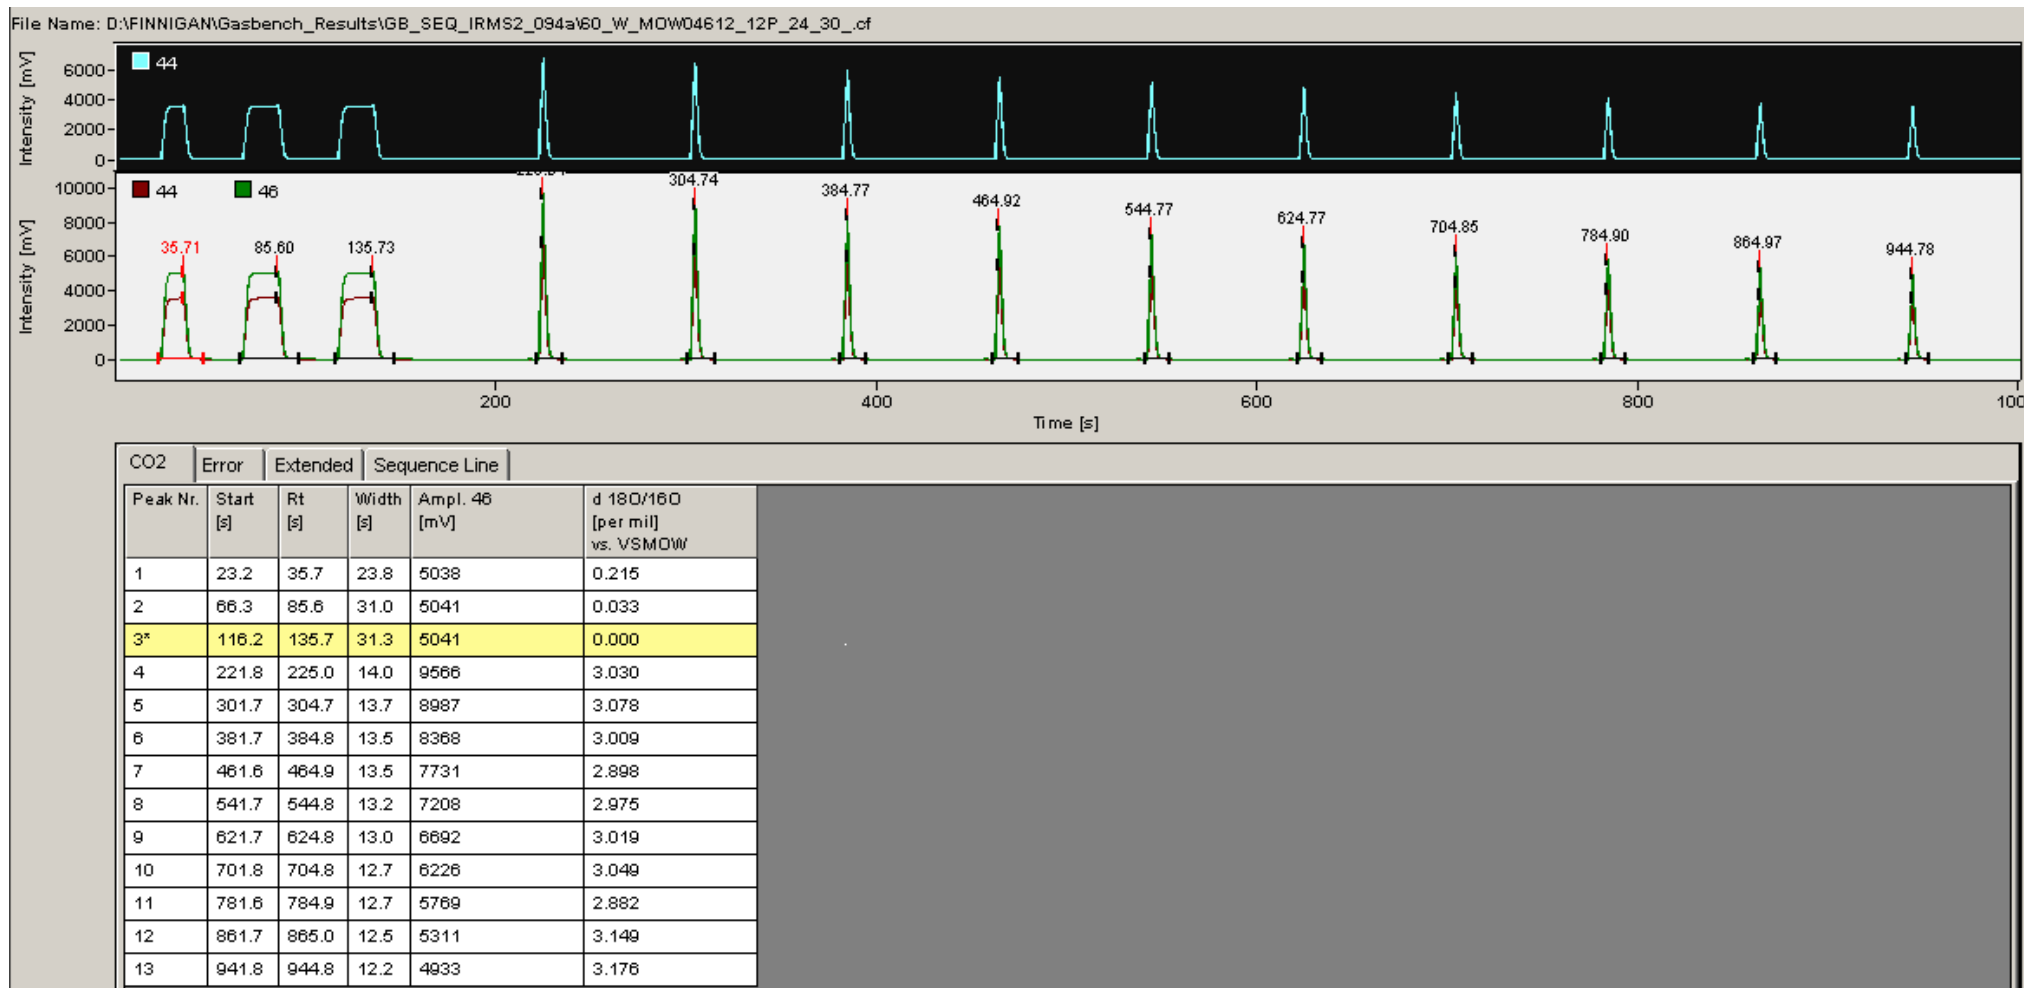 File Name: D:\FINNIGAN\Gasbench_Results\GB_SEQ_IRMS2_094a\60_W_MOW04612_12P_24_30_.cf
Intensity [mV]
6000
4000
2000
0
44
Intensity [mV]
10000
8000
6000
4000
2000
0
44 46
35.71 85.60 135.73 304.74 384.77 464.92 544.77 624.77 704.85 784.90 864.97 944.78
200 400 600 800 100
Time [s]
CO2 Error Extended Sequence Line
Peak Nr. Start [s] Rt [s] Width [s] Ampl. 46 [mV] d 18O/16O [per mil] vs. VSMOW
1 23.2 35.7 23.8 5038 0.215
2 66.3 85.6 31.0 5041 0.033
3* 116.2 135.7 31.3 5041 0.000
4 221.8 225.0 14.0 9566 3.030
5 301.7 304.7 13.7 8987 3.078
6 381.7 384.8 13.5 8368 3.009
7 461.6 464.9 13.5 7731 2.898
8 541.7 544.8 13.2 7208 2.975
9 621.7 624.8 13.0 6692 3.019
10 701.8 704.8 12.7 6226 3.049
11 781.6 784.9 12.7 5769 2.882
12 861.7 865.0 12.5 5311 3.149
13 941.8 944.8 12.2 4933 3.176